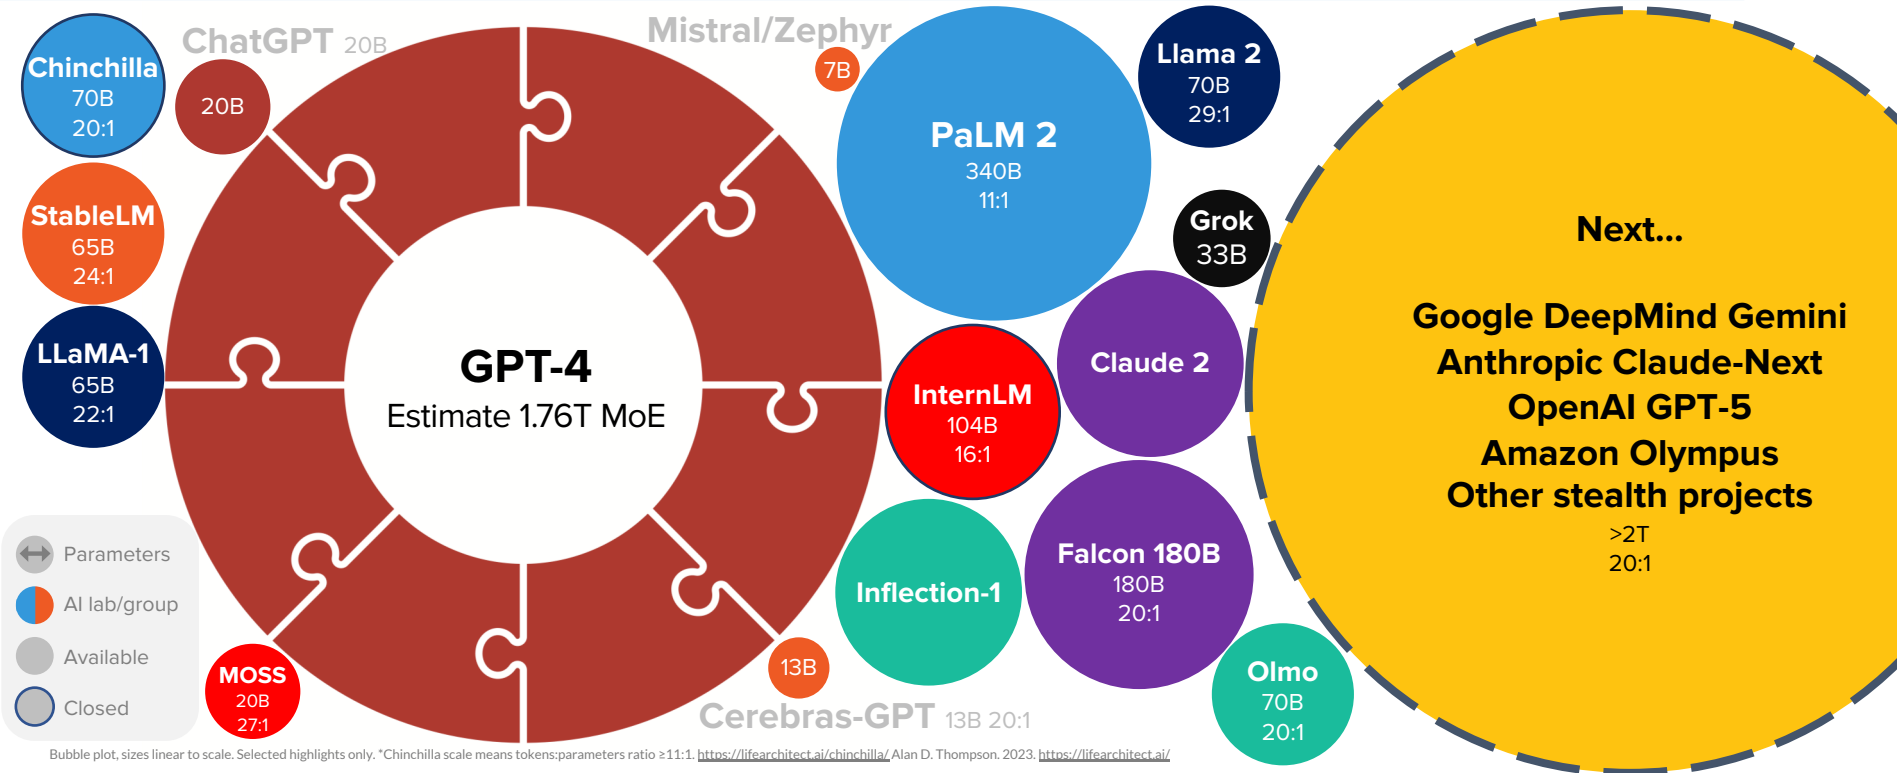 Chinchilla
70B
20:1
ChatGPT 20B
20B
StableLM
65B
24:1
LLaMA-1
65B
22:1
GPT-4
Estimate 1.76T MoE
Mistral/Zephyr
7B
PaLM 2
340B
11:1
Llama 2
70B
29:1
Grok
33B
Claude 2
InternLM
104B
16:1
Inflection-1
Falcon 180B
180B
20:1
Olmo
70B
20:1
MOSS
20B
27:1
13B
Cerebras-GPT 13B 20:1
Next...
Google DeepMind Gemini
Anthropic Claude-Next
OpenAI GPT-5
Amazon Olympus
Other stealth projects
>2T
20:1
Parameters
AI lab/group
Available
Closed
Bubble plot, sizes linear to scale. Selected highlights only. *Chinchilla scale means tokens:parameters ratio ≥11:1. https://lifearchitect.ai/chinchilla/ Alan D. Thompson. 2023. https://lifearchitect.ai/